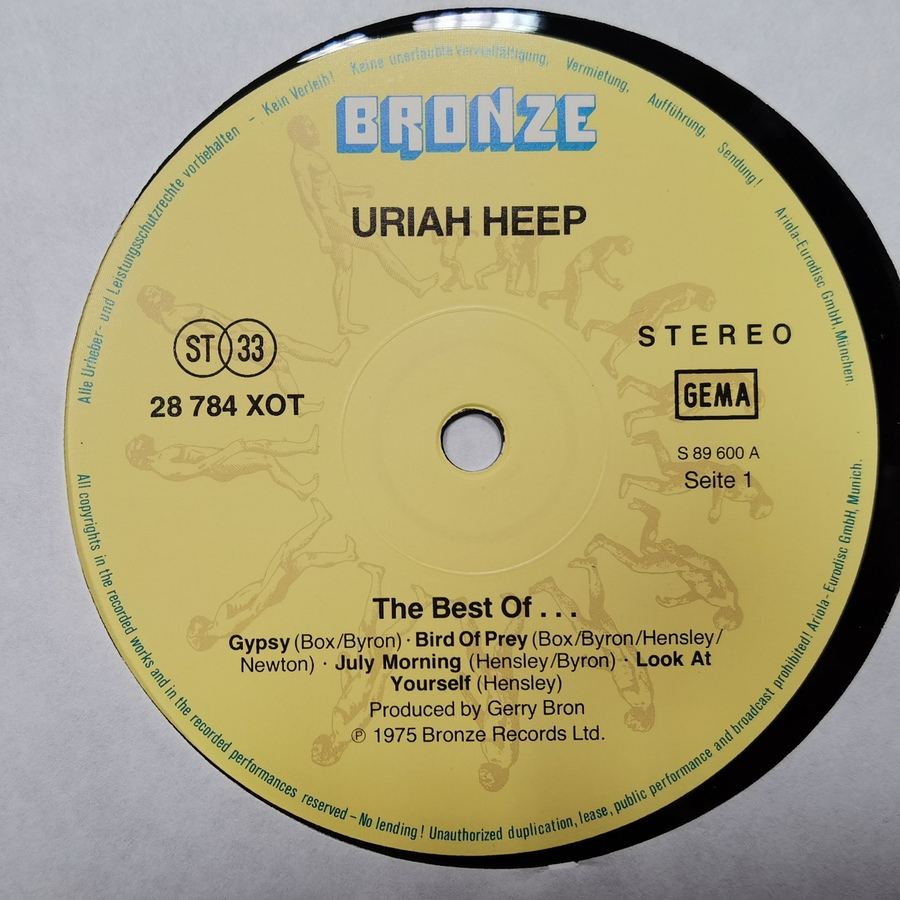 Alle Urheber- und Leistungsschutzrechte vorbehalten – Kein Verleih! Keine unerlaubte Vervielfältigung, Vermietung, Aufführung, Sendung!
Ariola-Eurodisc GmbH, München.
BRONZE
URIAH HEEP
ST 33
28 784 XOT
STEREO
GEMA
S 89 600 A
Seite 1
The Best Of . . .
Gypsy (Box/Byron) · Bird Of Prey (Box/Byron/Hensley/
Newton) · July Morning (Hensley/Byron) · Look At
Yourself (Hensley)
Produced by Gerry Bron
℗ 1975 Bronze Records Ltd.
All copyrights in the recorded works and in the recorded performances reserved – No lending! Unauthorized duplication, lease, public performance and broadcast prohibited! Ariola-Eurodisc GmbH, Munich.